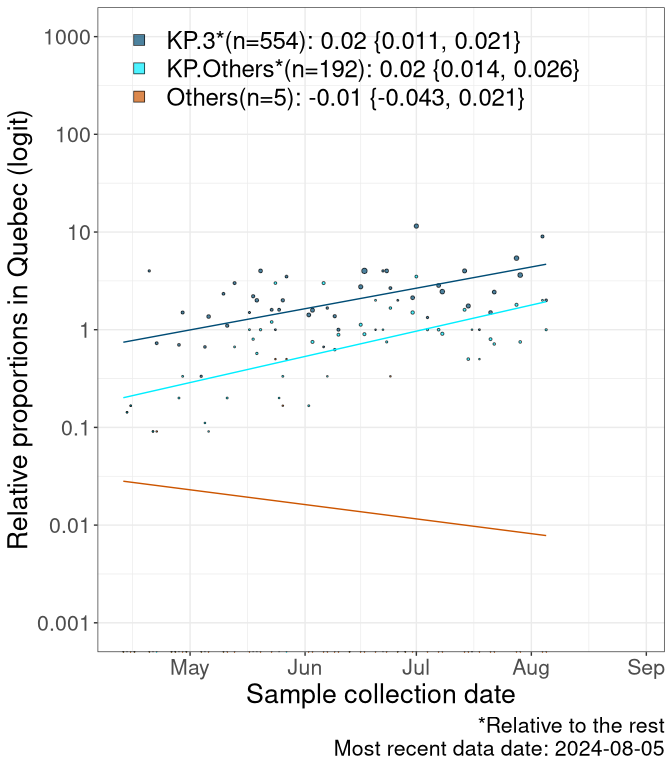 KP.3*(n=554): 0.02 {0.011, 0.021}
KP.Others*(n=192): 0.02 {0.014, 0.026}
Others(n=5): -0.01 {-0.043, 0.021}
Relative proportions in Quebec (logit)
1000
100
10
1
0.1
0.01
0.001
May Jun Jul Aug Sep
Sample collection date
*Relative to the rest
Most recent data date: 2024-08-05